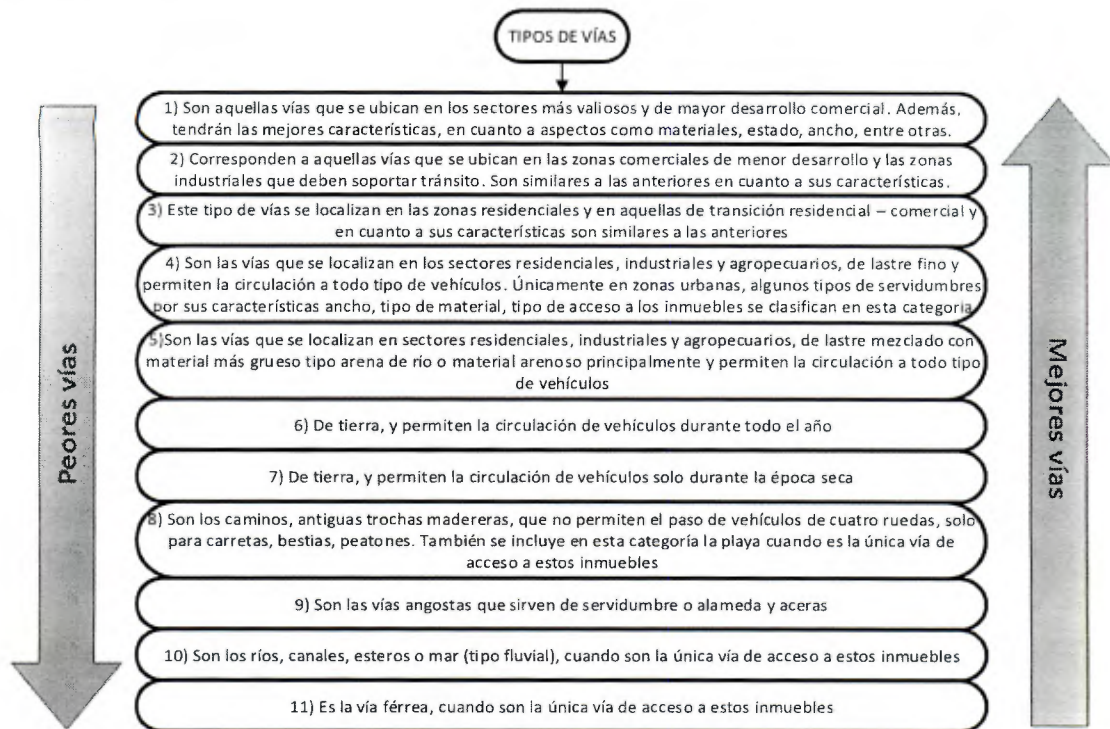 TIPOS DE VÍAS
1) Son aquellas vías que se ubican en los sectores más valiosos y de mayor desarrollo comercial. Además,
tendrán las mejores características, en cuanto a aspectos como materiales, estado, ancho, entre otras.
2) Corresponden a aquellas vías que se ubican en las zonas comerciales de menor desarrollo y las zonas
industriales que deben soportar tránsito. Son similares a las anteriores en cuanto a sus características.
3) Este tipo de vías se localizan en las zonas residenciales y en aquellas de transición residencial – comercial y
en cuanto a sus características son similares a las anteriores
4) Son las vías que se localizan en los sectores residenciales, industriales y agropecuarios, de lastre fino y
permiten la circulación a todo tipo de vehículos. Únicamente en zonas urbanas, algunos tipos de servidumbres
por sus características ancho, tipo de material, tipo de acceso a los inmuebles se clasifican en esta categoría.
5)Son las vías que se localizan en sectores residenciales, industriales y agropecuarios, de lastre mezclado con
material más grueso tipo arena de río o material arenoso principalmente y permiten la circulación a todo tipo
de vehículos
6) De tierra, y permiten la circulación de vehículos durante todo el año
7) De tierra, y permiten la circulación de vehículos solo durante la época seca
8) Son los caminos, antiguas trochas madereras, que no permiten el paso de vehículos de cuatro ruedas, solo
para carretas, bestias, peatones. También se incluye en esta categoría la playa cuando es la única vía de
acceso a estos inmuebles
9) Son las vías angostas que sirven de servidumbre o alameda y aceras
10) Son los ríos, canales, esteros o mar (tipo fluvial), cuando son la única vía de acceso a estos inmuebles
11) Es la vía férrea, cuando son la única vía de acceso a estos inmuebles
Peores vías
Mejores vías